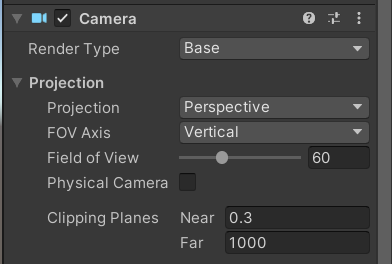 Camera
Render Type Base
Projection
Projection Perspective
FOV Axis Vertical
Field of View 60
Physical Camera
Clipping Planes Near 0.3
Far 1000